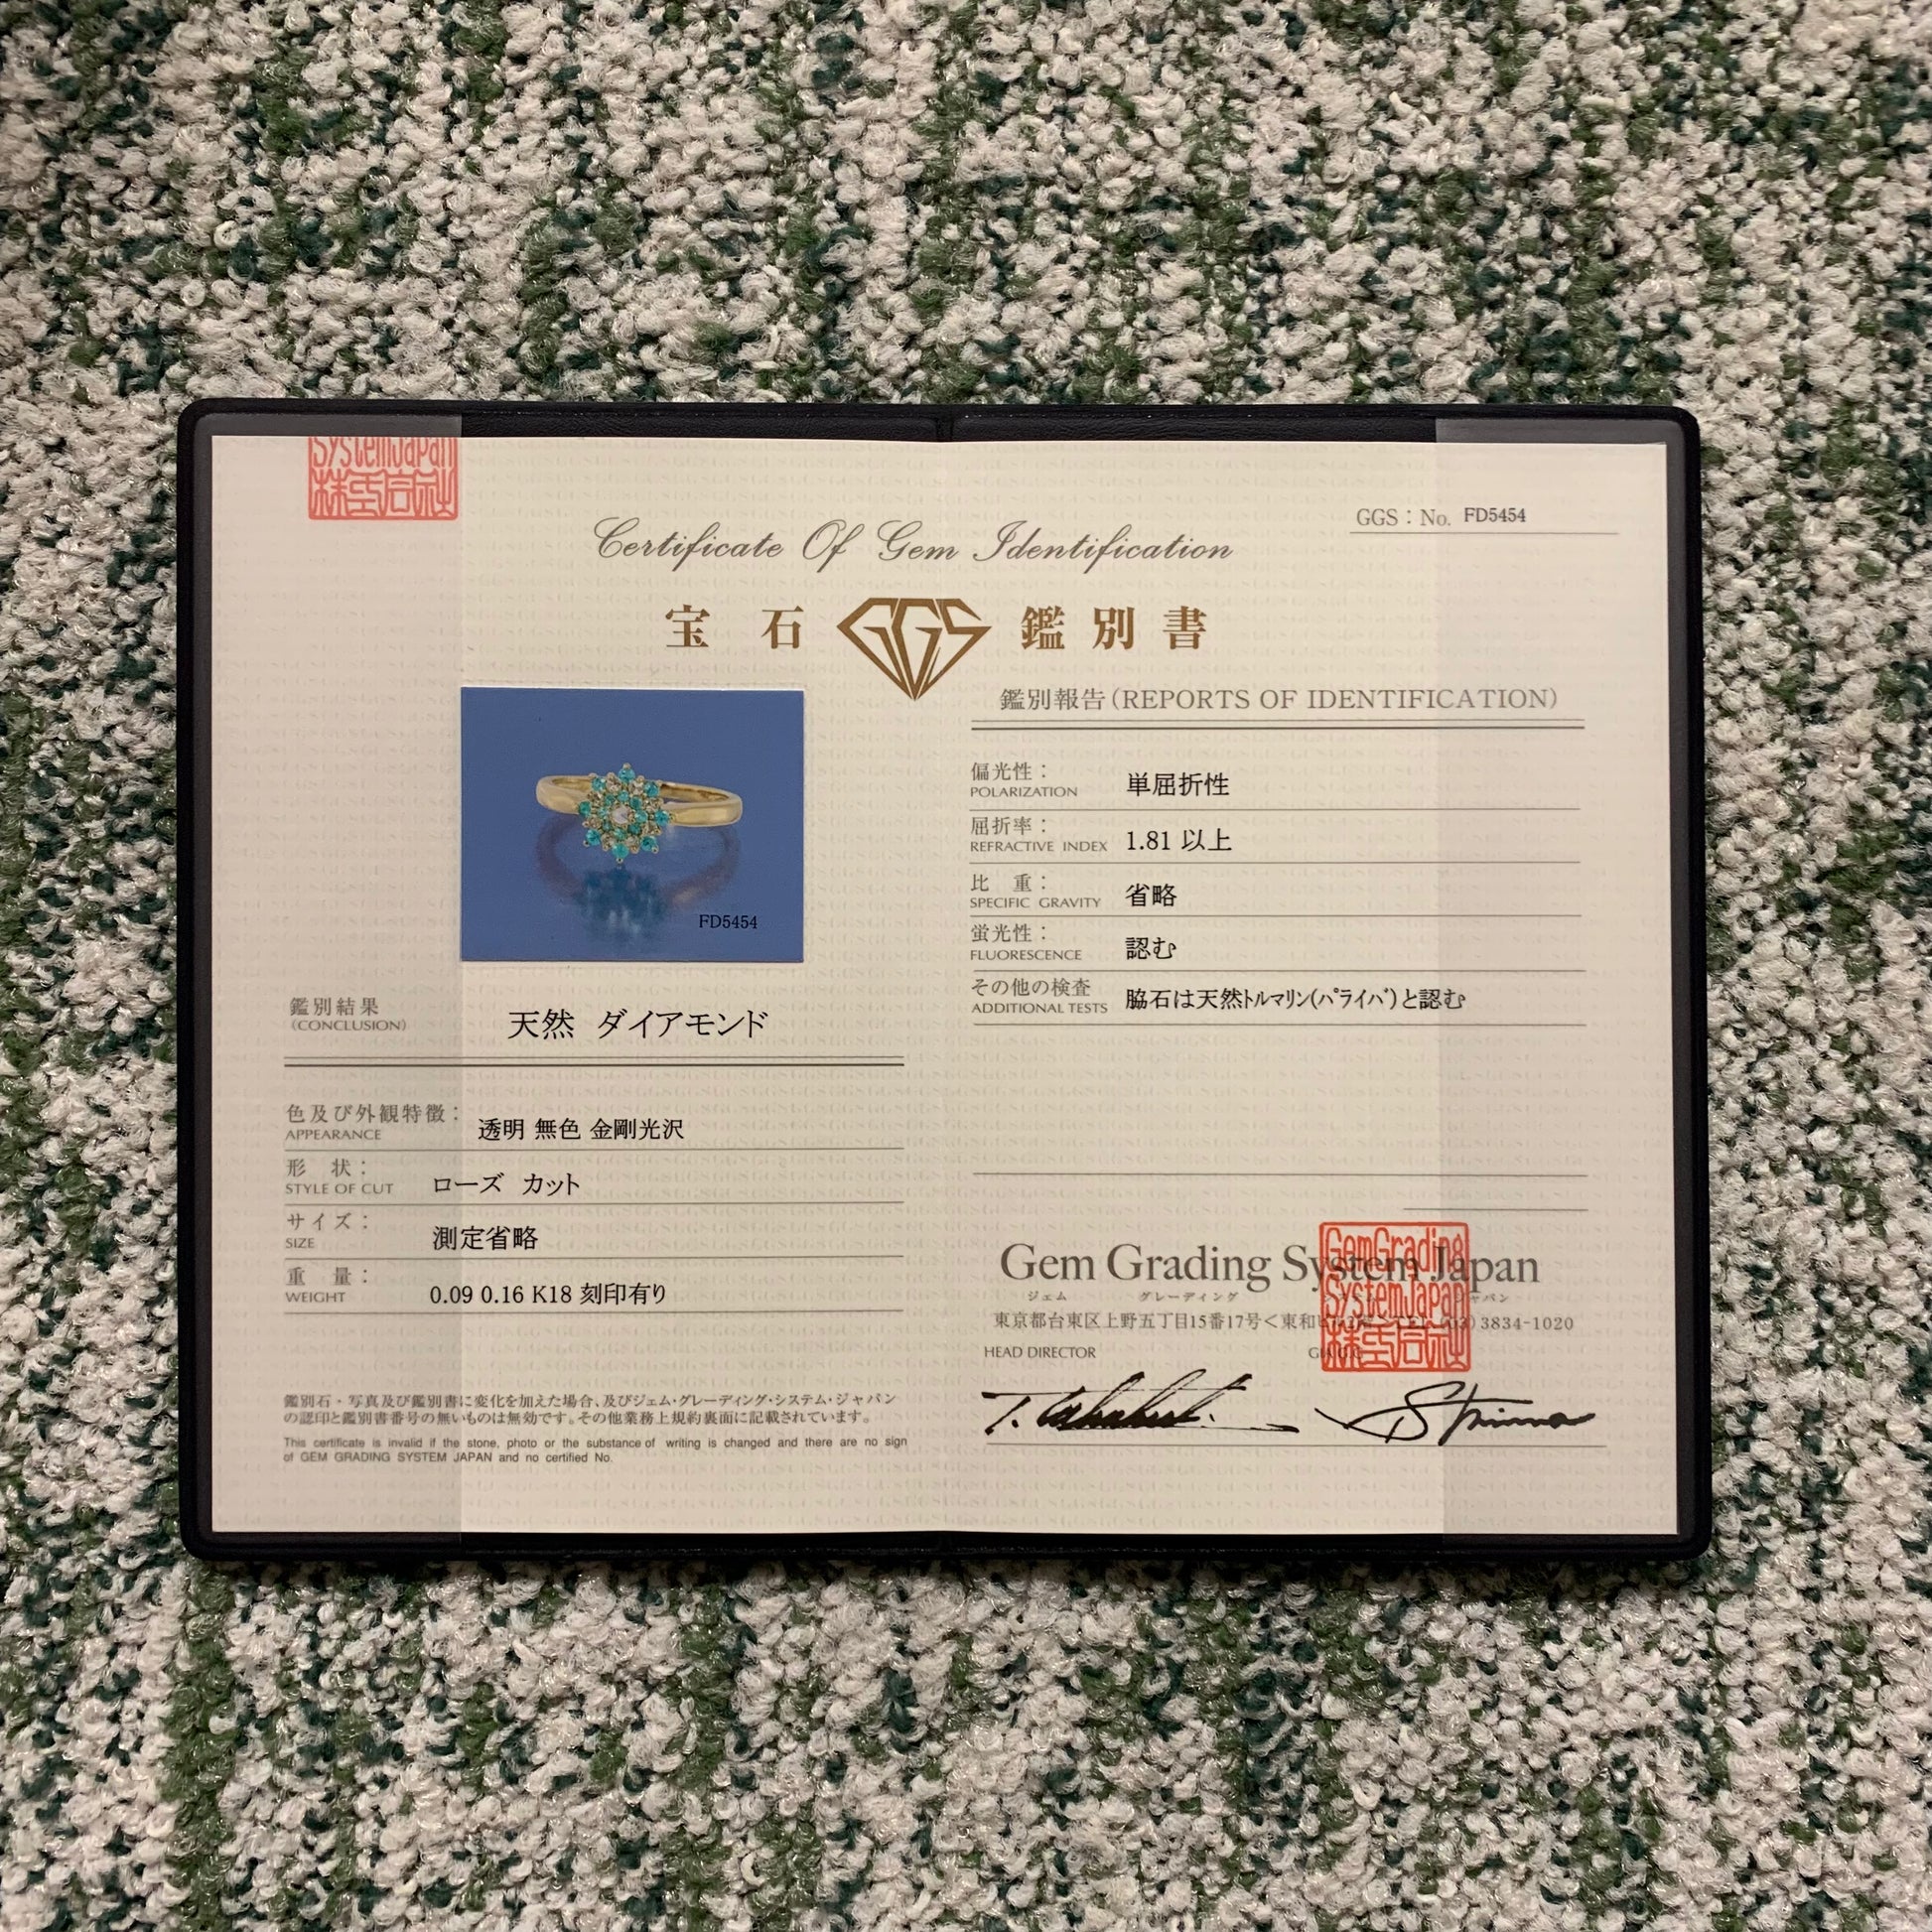 SystemJapan
株式会社
GGS : No. FD5454
Certificate Of Gem Identification
宝石 GGS 鑑別書
FD5454
鑑別結果
(CONCLUSION)
天然 ダイアモンド
色及び外観特徴：
APPEARANCE
透明 無色 金剛光沢
形 状：
STYLE OF CUT
ローズ カット
サイズ：
SIZE
測定省略
重 量：
WEIGHT
0.09 0.16 K18 刻印有り
鑑別石・写真及び鑑別書に変化を加えた場合、及びジェム・グレーディング・システム・ジャパン
の認印と鑑別書番号の無いものは無効です。その他業務上規約裏面に記載されています。
This certificate is invalid if the stone, photo or the substance of writing is changed and there are no sign
of GEM GRADING SYSTEM JAPAN and no certified No.
鑑別報告(REPORTS OF IDENTIFICATION)
偏光性：
POLARIZATION
単屈折性
屈折率：
REFRACTIVE INDEX
1.81 以上
比 重：
SPECIFIC GRAVITY
省略
蛍光性：
FLUORESCENCE
認む
その他の検査
ADDITIONAL TESTS
脇石は天然ﾄﾙﾏﾘﾝ(ﾊﾟﾗｲﾊﾞ)と認む
Gem Grading System Japan
ジェム グレーディング ジャパン
東京都台東区上野五丁目15番17号＜東和 3834-1020
GemGrading
SystemJapan
株式会社
HEAD DIRECTOR